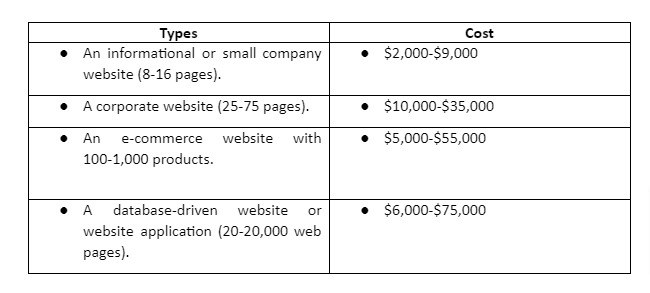 Types Cost
● An informational or small company $2,000-$9,000
website (8-16 pages).
● A corporate website (25-75 pages). ● $10,000-$35,000
● An e-commerce website with ● $5,000-$55,000
100-1,000 products.
● A database-driven website or ● $6,000-$75,000
website application (20-20,000 web
pages).